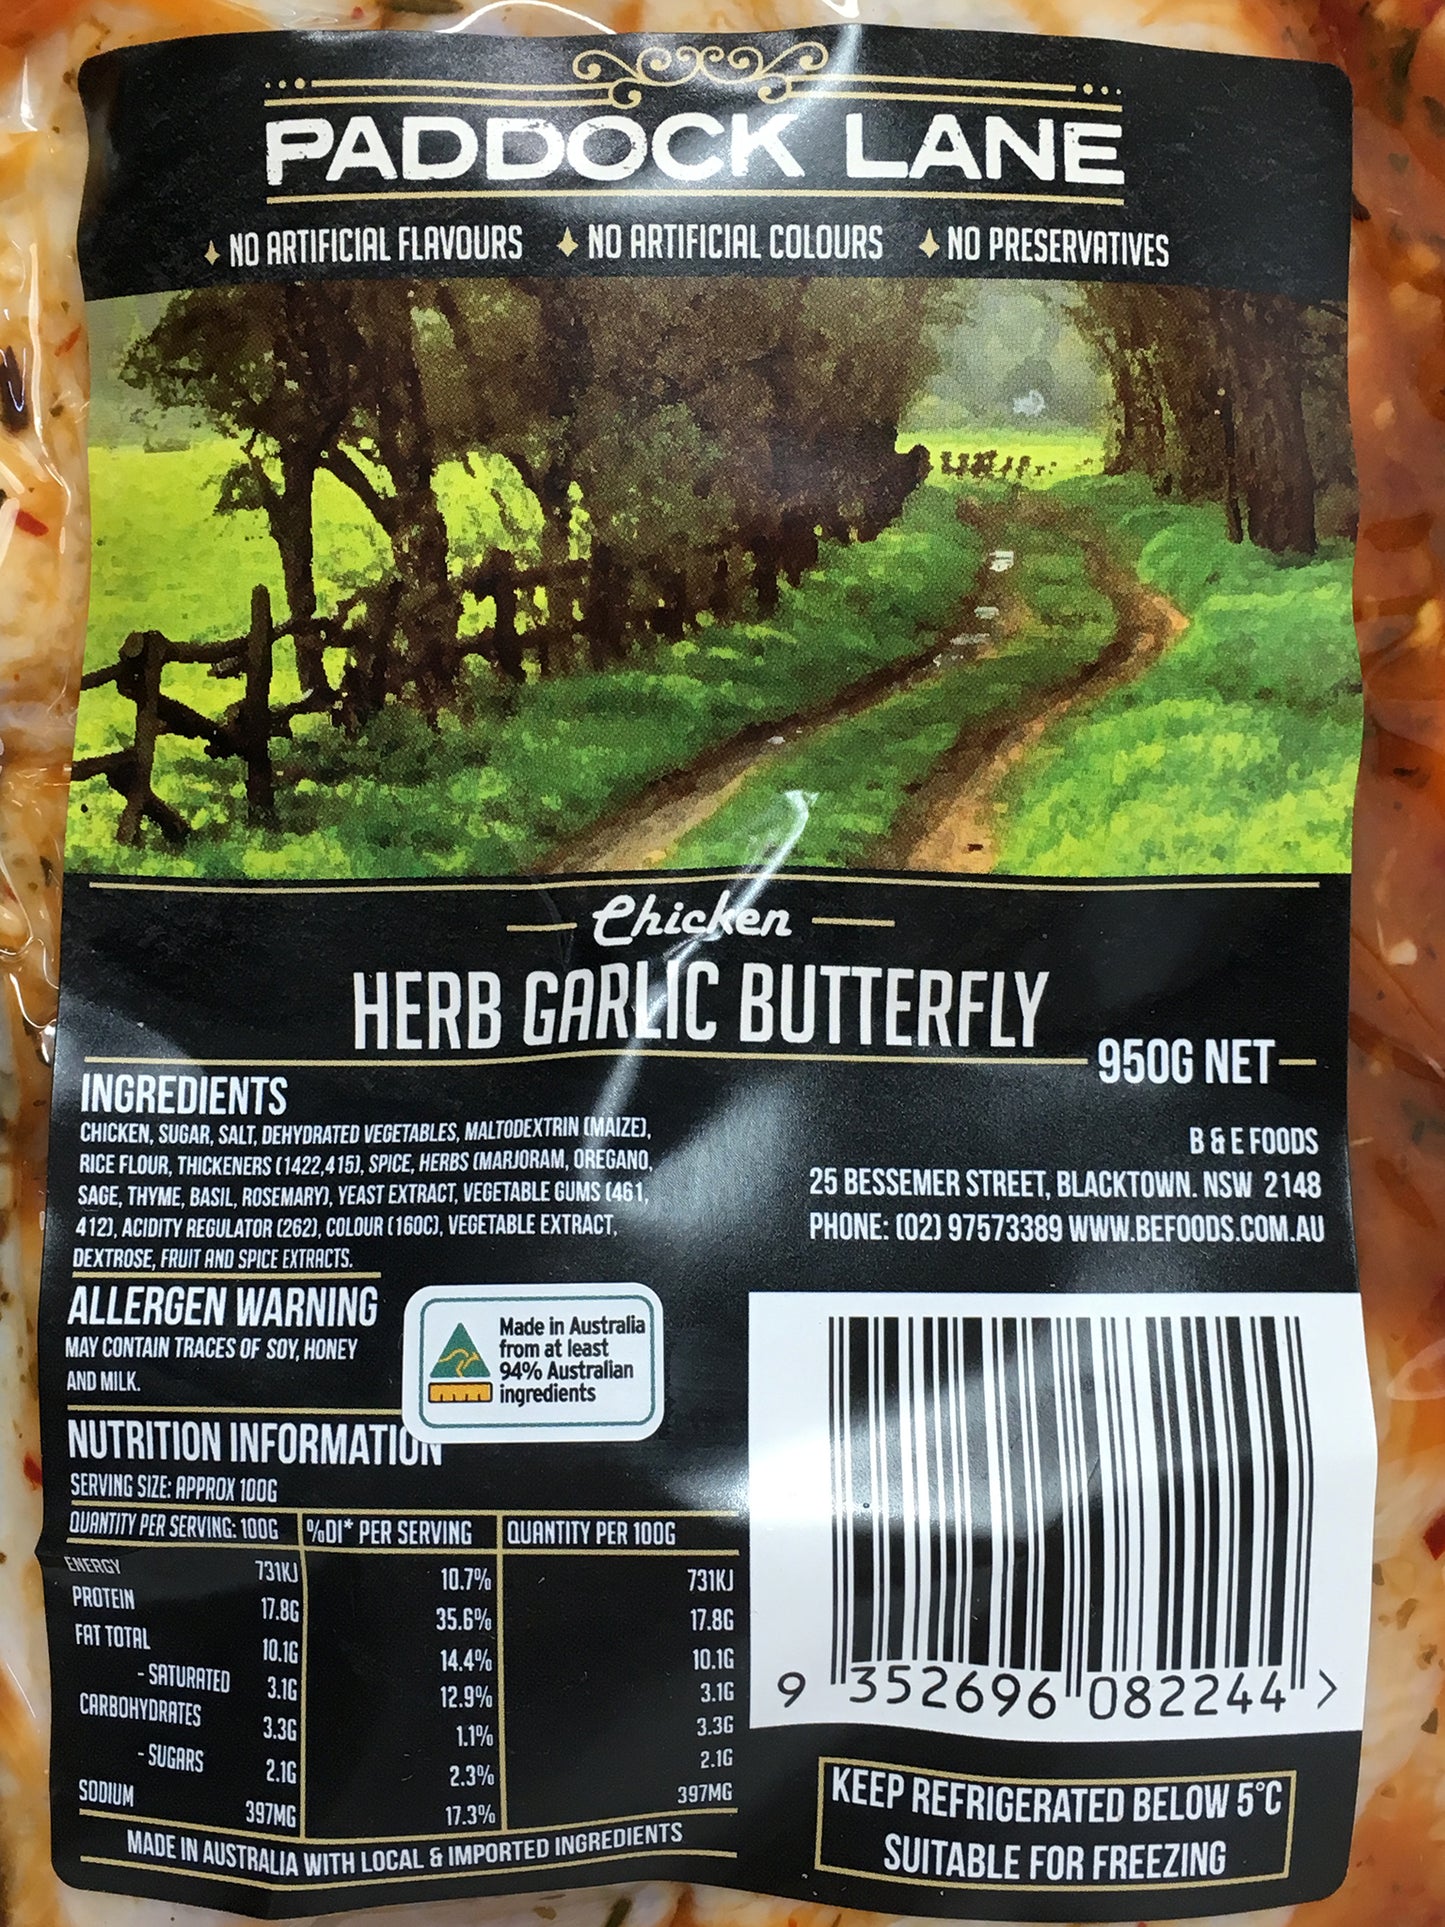 PADDOCK LANE
NO ARTIFICIAL FLAVOURS NO ARTIFICIAL COLOURS NO PRESERVATIVES
Chicken
HERB GARLIC BUTTERFLY
950G NET
INGREDIENTS
CHICKEN, SUGAR, SALT, DEHYDRATED VEGETABLES, MALTODEXTRIN (MAIZE),
RICE FLOUR, THICKENERS (1422,415), SPICE, HERBS (MARJORAM, OREGANO,
SAGE, THYME, BASIL, ROSEMARY), YEAST EXTRACT, VEGETABLE GUMS (461,
412), ACIDITY REGULATOR (262), COLOUR (160C), VEGETABLE EXTRACT,
DEXTROSE, FRUIT AND SPICE EXTRACTS.
B & E FOODS
25 BESSEMER STREET, BLACKTOWN. NSW 2148
PHONE: (02) 97573389 WWW.BEFOODS.COM.AU
ALLERGEN WARNING
MAY CONTAIN TRACES OF SOY, HONEY
AND MILK.
Made in Australia
from at least
94% Australian
ingredients
NUTRITION INFORMATION
SERVING SIZE: APPROX 100G
QUANTITY PER SERVING: 100G %DI* PER SERVING QUANTITY PER 100G
ENERGY 731KJ 10.7% 731KJ
PROTEIN 17.8G 35.6% 17.8G
FAT TOTAL 10.1G 14.4% 10.1G
- SATURATED 3.1G 12.9% 3.1G
CARBOHYDRATES 3.3G 1.1% 3.3G
- SUGARS 2.1G 2.3% 2.1G
SODIUM 397MG 17.3% 397MG
MADE IN AUSTRALIA WITH LOCAL & IMPORTED INGREDIENTS
9 352696 082244 >
KEEP REFRIGERATED BELOW 5°C
SUITABLE FOR FREEZING